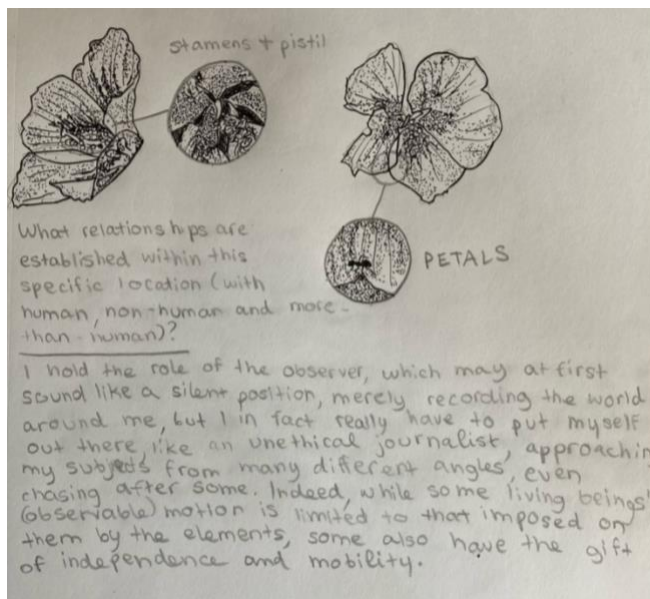 stamens + pistil
PETALS
What relationships are
established within this
specific location (with
human, non-human and more-
than-human)?
I hold the role of the observer, which may at first
sound like a silent position, merely recording the world
around me, but I in fact really have to put myself
out there, like an unethical journalist, approachin
my subjects from many different angles, even
chasing after some. Indeed, while some living beings'
(observable) motion is limited to that imposed on
them by the elements, some also have the gift
of independence and mobility.